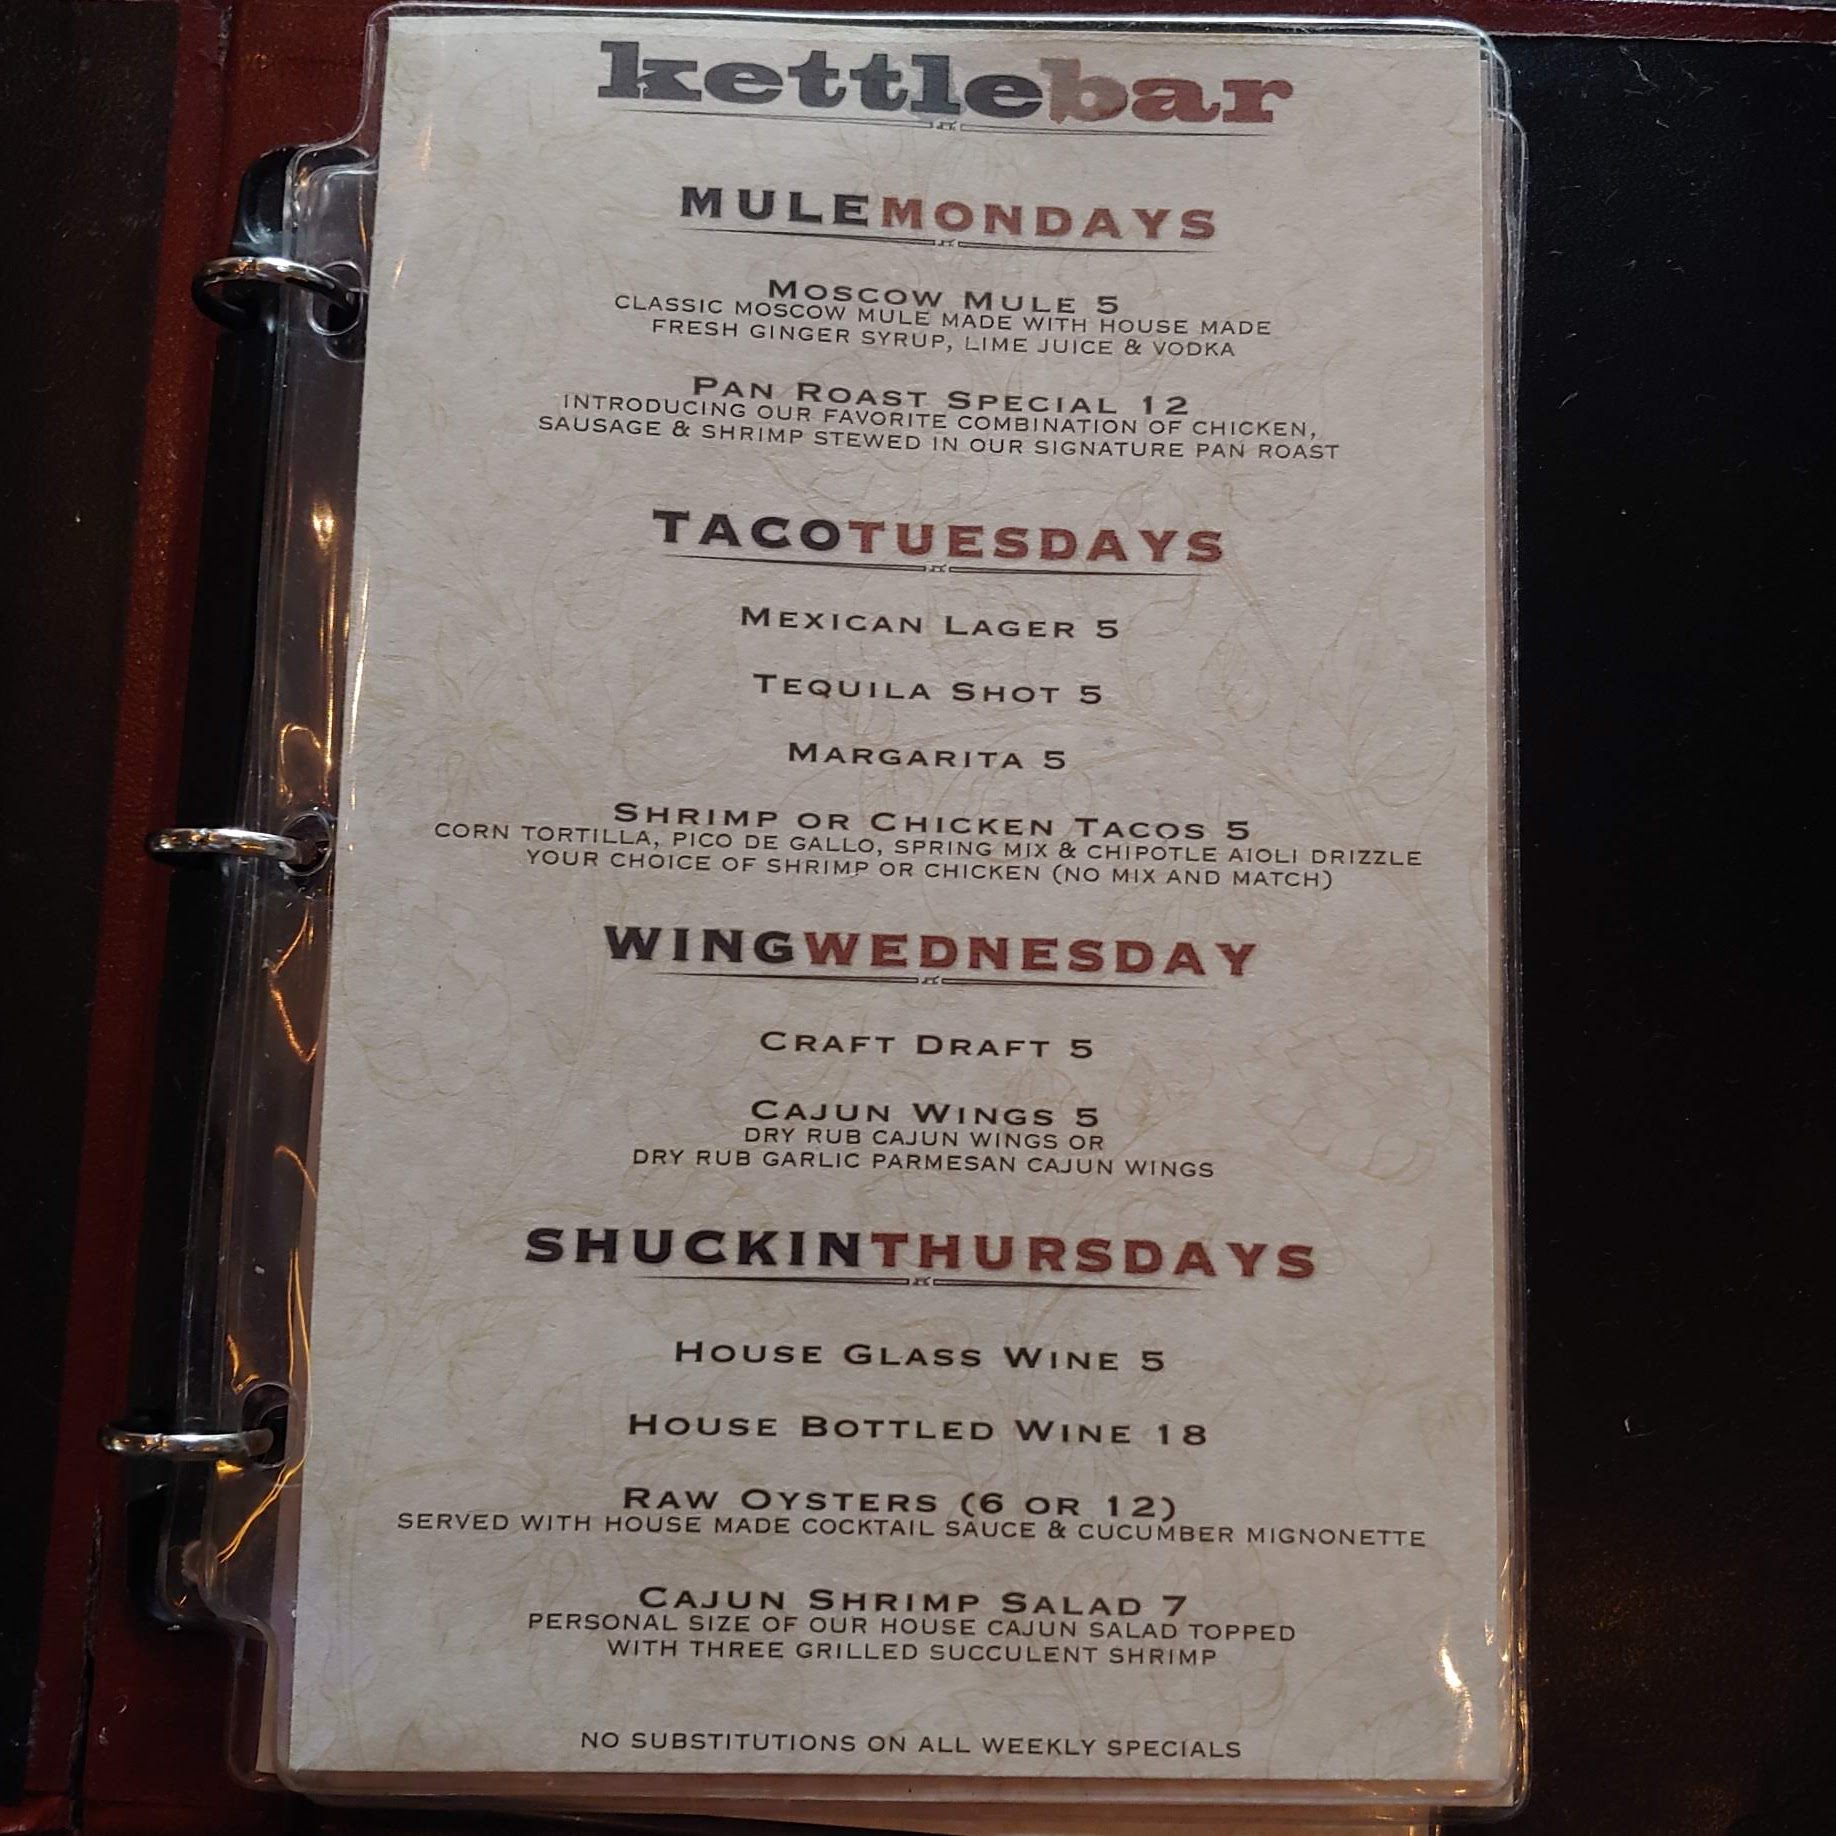 kettlebar
MULEMONDAYS
MOSCOW MULE 5
CLASSIC MOSCOW MULE MADE WITH HOUSE MADE
FRESH GINGER SYRUP, LIME JUICE & VODKA
PAN ROAST SPECIAL 12
INTRODUCING OUR FAVORITE COMBINATION OF CHICKEN,
SAUSAGE & SHRIMP STEWED IN OUR SIGNATURE PAN ROAST
TACOTUESDAYS
MEXICAN LAGER 5
TEQUILA SHOT 5
MARGARITA 5
SHRIMP OR CHICKEN TACOS 5
CORN TORTILLA, PICO DE GALLO, SPRING MIX & CHIPOTLE AIOLI DRIZZLE
YOUR CHOICE OF SHRIMP OR CHICKEN (NO MIX AND MATCH)
WINGWEDNESDAY
CRAFT DRAFT 5
CAJUN WINGS 5
DRY RUB CAJUN WINGS OR
DRY RUB GARLIC PARMESAN CAJUN WINGS
SHUCKINTHURSDAYS
HOUSE GLASS WINE 5
HOUSE BOTTLED WINE 18
RAW OYSTERS (6 OR 12)
SERVED WITH HOUSE MADE COCKTAIL SAUCE & CUCUMBER MIGNONETTE
CAJUN SHRIMP SALAD 7
PERSONAL SIZE OF OUR HOUSE CAJUN SALAD TOPPED
WITH THREE GRILLED SUCCULENT SHRIMP
NO SUBSTITUTIONS ON ALL WEEKLY SPECIALS